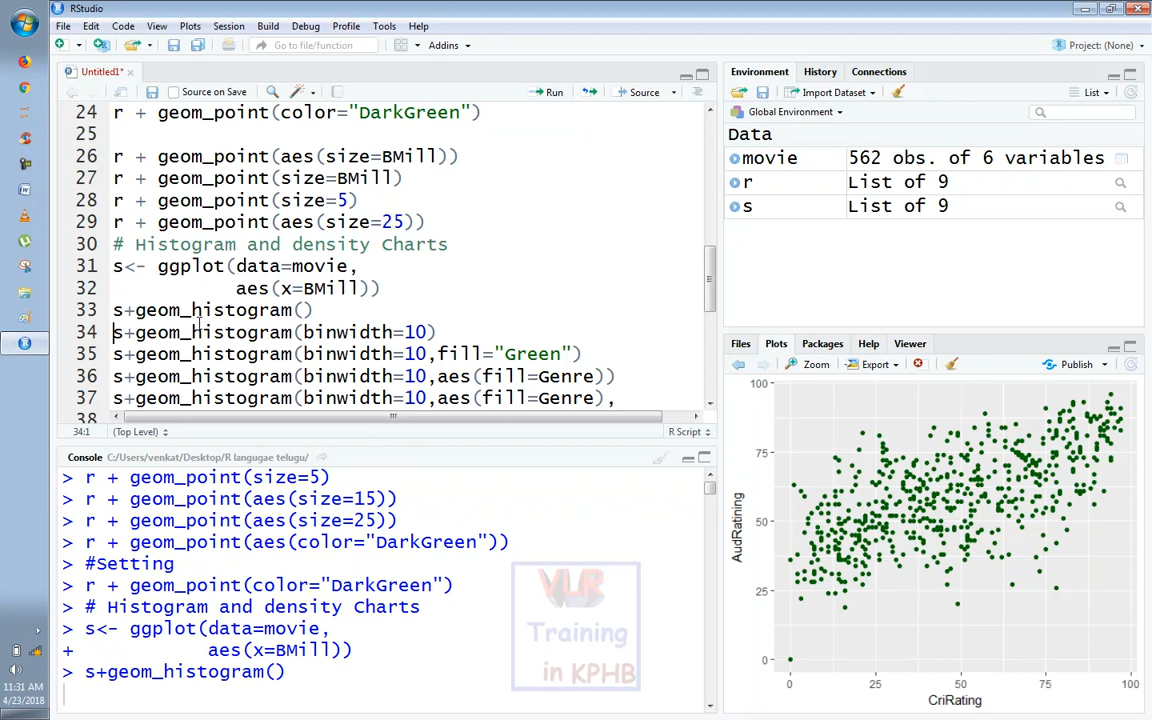 RStudio
File Edit Code View Plots Session Build Debug Profile Tools Help
Go to file/function Addins Project: (None)
Untitled1*
Source on Save Run Source
24 r + geom_point(color="DarkGreen")
25
26 r + geom_point(aes(size=BMill))
27 r + geom_point(size=BMill)
28 r + geom_point(size=5)
29 r + geom_point(aes(size=25))
30 # Histogram and density Charts
31 s<- ggplot(data=movie,
32 aes(x=BMill))
33 s+geom_histogram()
34 s+geom_histogram(binwidth=10)
35 s+geom_histogram(binwidth=10,fill="Green")
36 s+geom_histogram(binwidth=10,aes(fill=Genre))
37 s+geom_histogram(binwidth=10,aes(fill=Genre),
38
34:1 (Top Level) R Script
Console C:/Users/venkat/Desktop/R langugae telugu/
> r + geom_point(size=5)
> r + geom_point(aes(size=15))
> r + geom_point(aes(size=25))
> r + geom_point(aes(color="DarkGreen"))
> #Setting
> r + geom_point(color="DarkGreen")
> # Histogram and density Charts
> s<- ggplot(data=movie,
+ aes(x=BMill))
> s+geom_histogram()
VLR
Training
in KPHB
Environment History Connections
Import Dataset List
Global Environment
Data
movie 562 obs. of 6 variables
r List of 9
s List of 9
Files Plots Packages Help Viewer
Zoom Export Publish
100
75
50
25
0
AudRatining
0 25 50 75 100
CriRating
11:31 AM
4/23/2018